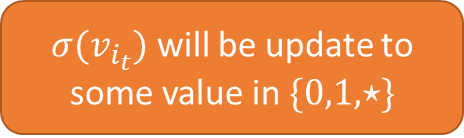 σ(v_{i_t}) will be update to
some value in {0,1,⋆}